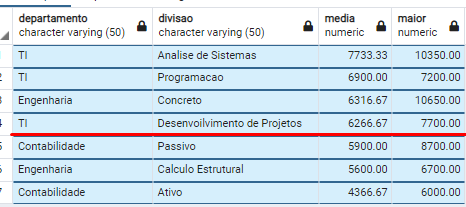 departamento divisao media maior
character varying (50) character varying (50) numeric numeric
TI Analise de Sistemas 7733.33 10350.00
2 TI Programacao 6900.00 7200.00
3 Engenharia Concreto 6316.67 10650.00
4 TI Desenvoilvimento de Projetos 6266.67 7700.00
5 Contabilidade Passivo 5900.00 8700.00
6 Engenharia Calculo Estrutural 5600.00 6700.00
7 Contabilidade Ativo 4366.67 6000.00